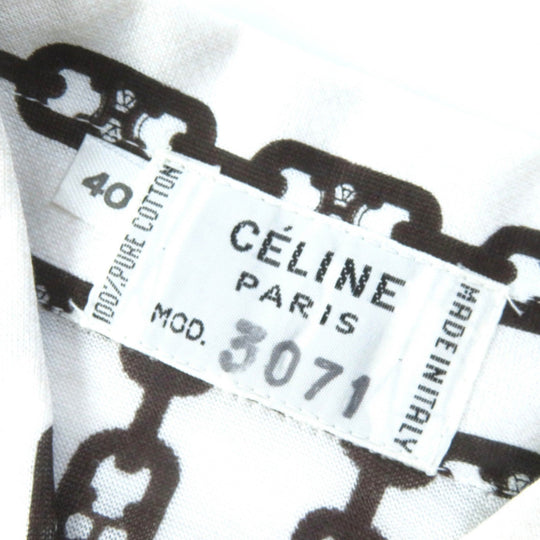 40
100%PURE COTTON
CÉLINE
PARIS
MOD. 3071
MADE IN ITALY